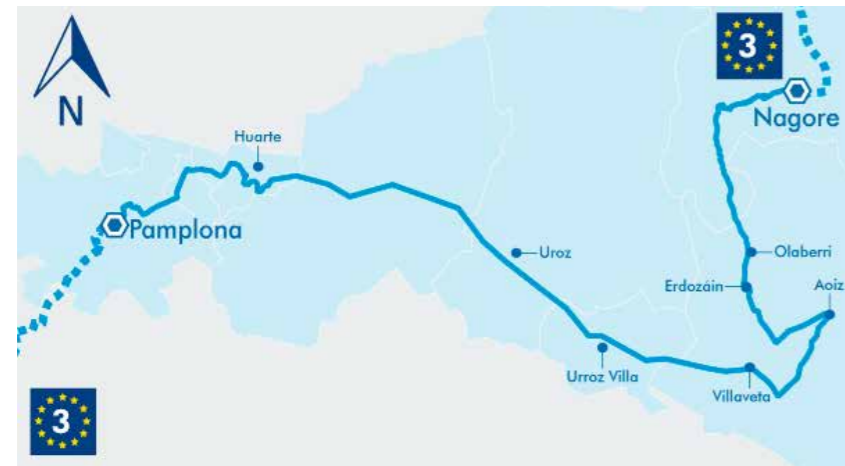 N
3
Nagore
Huarte
Pamplona
Uroz
Olaberri
Erdozáin
Aoiz
Urroz Villa
Villaveta
3